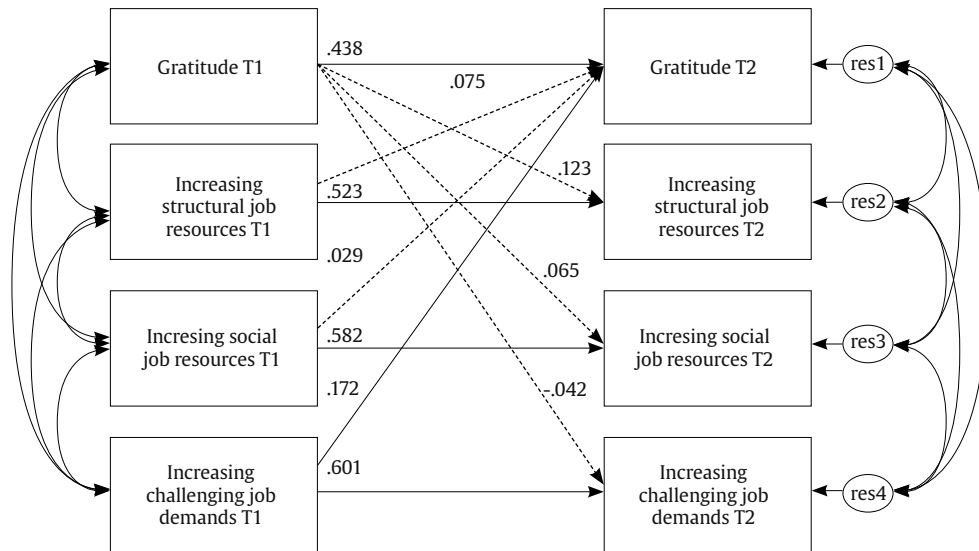 .438
Gratitude T1
Gratitude T2
res1
.075
Increasing
structural job
resources T1
.123
.523
Increasing
structural job
resources T2
res2
.029
.065
Incresing social
job resources T1
.582
Incresing social
job resources T2
res3
.172
-.042
Increasing
challenging job
demands T1
.601
Increasing
challenging job
demands T2
res4